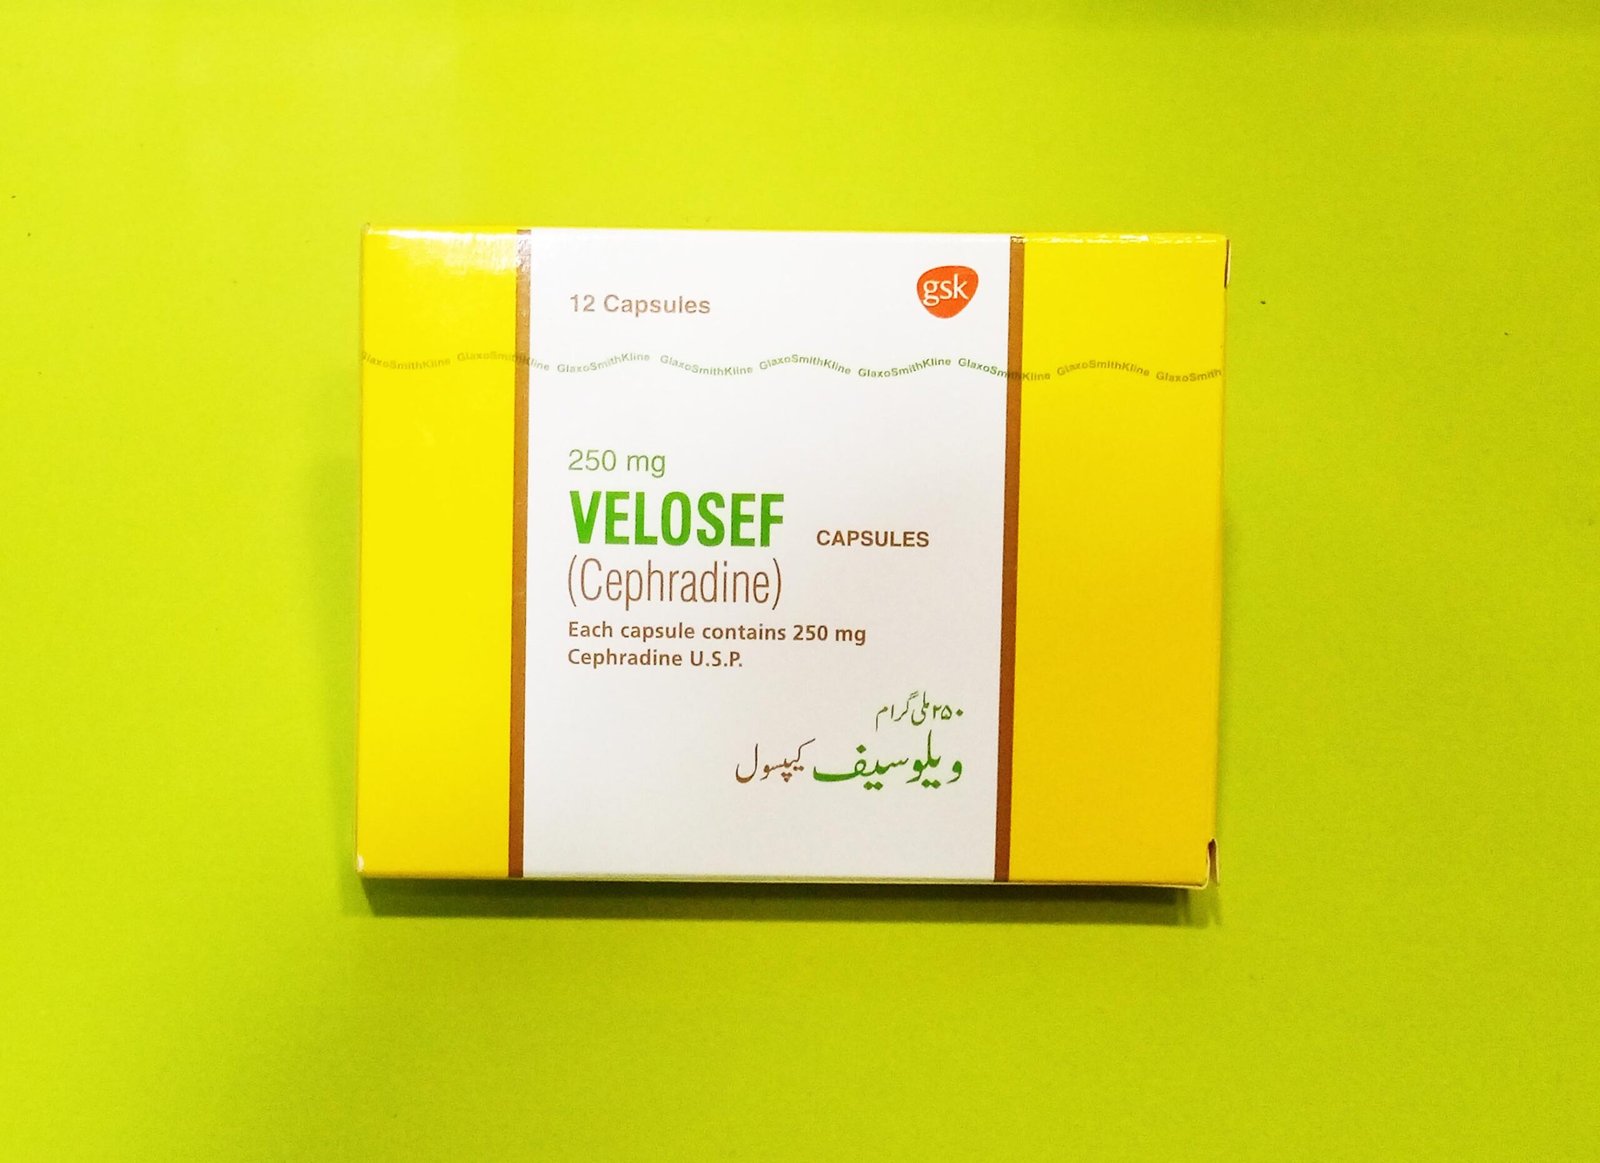 12 Capsules
gsk
GlaxoSmithKline GlaxoSmithKline GlaxoSmithKline GlaxoSmithKline GlaxoSmithKline GlaxoSmithKline GlaxoSmithKline GlaxoSmithKline GlaxoSmith
250 mg
VELOSEF CAPSULES
(Cephradine)
Each capsule contains 250 mg
Cephradine U.S.P.
۲۵۰ ملی گرام
ویلوسیف کیپسول